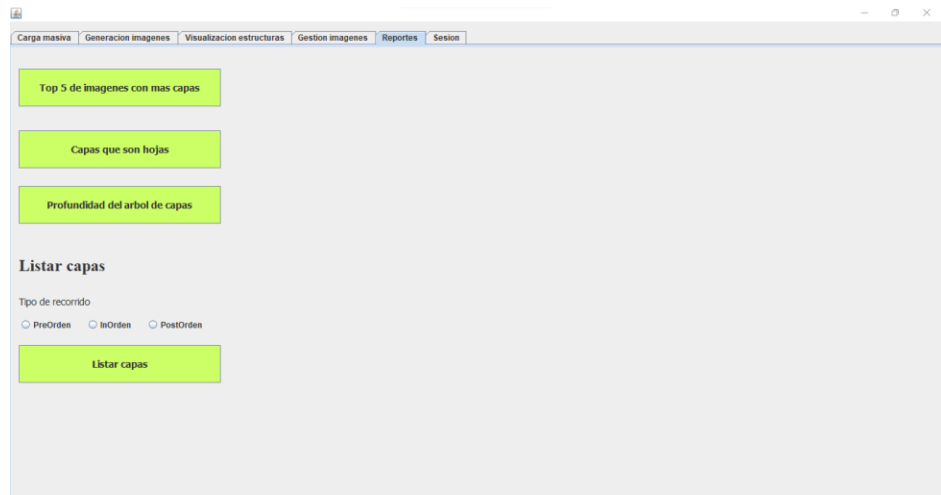 Carga masiva Generacion imagenes Visualizacion estructuras Gestion imagenes Reportes Sesion
Top 5 de imagenes con mas capas
Capas que son hojas
Profundidad del arbol de capas
Listar capas
Tipo de recorrido
PreOrden InOrden PostOrden
Listar capas